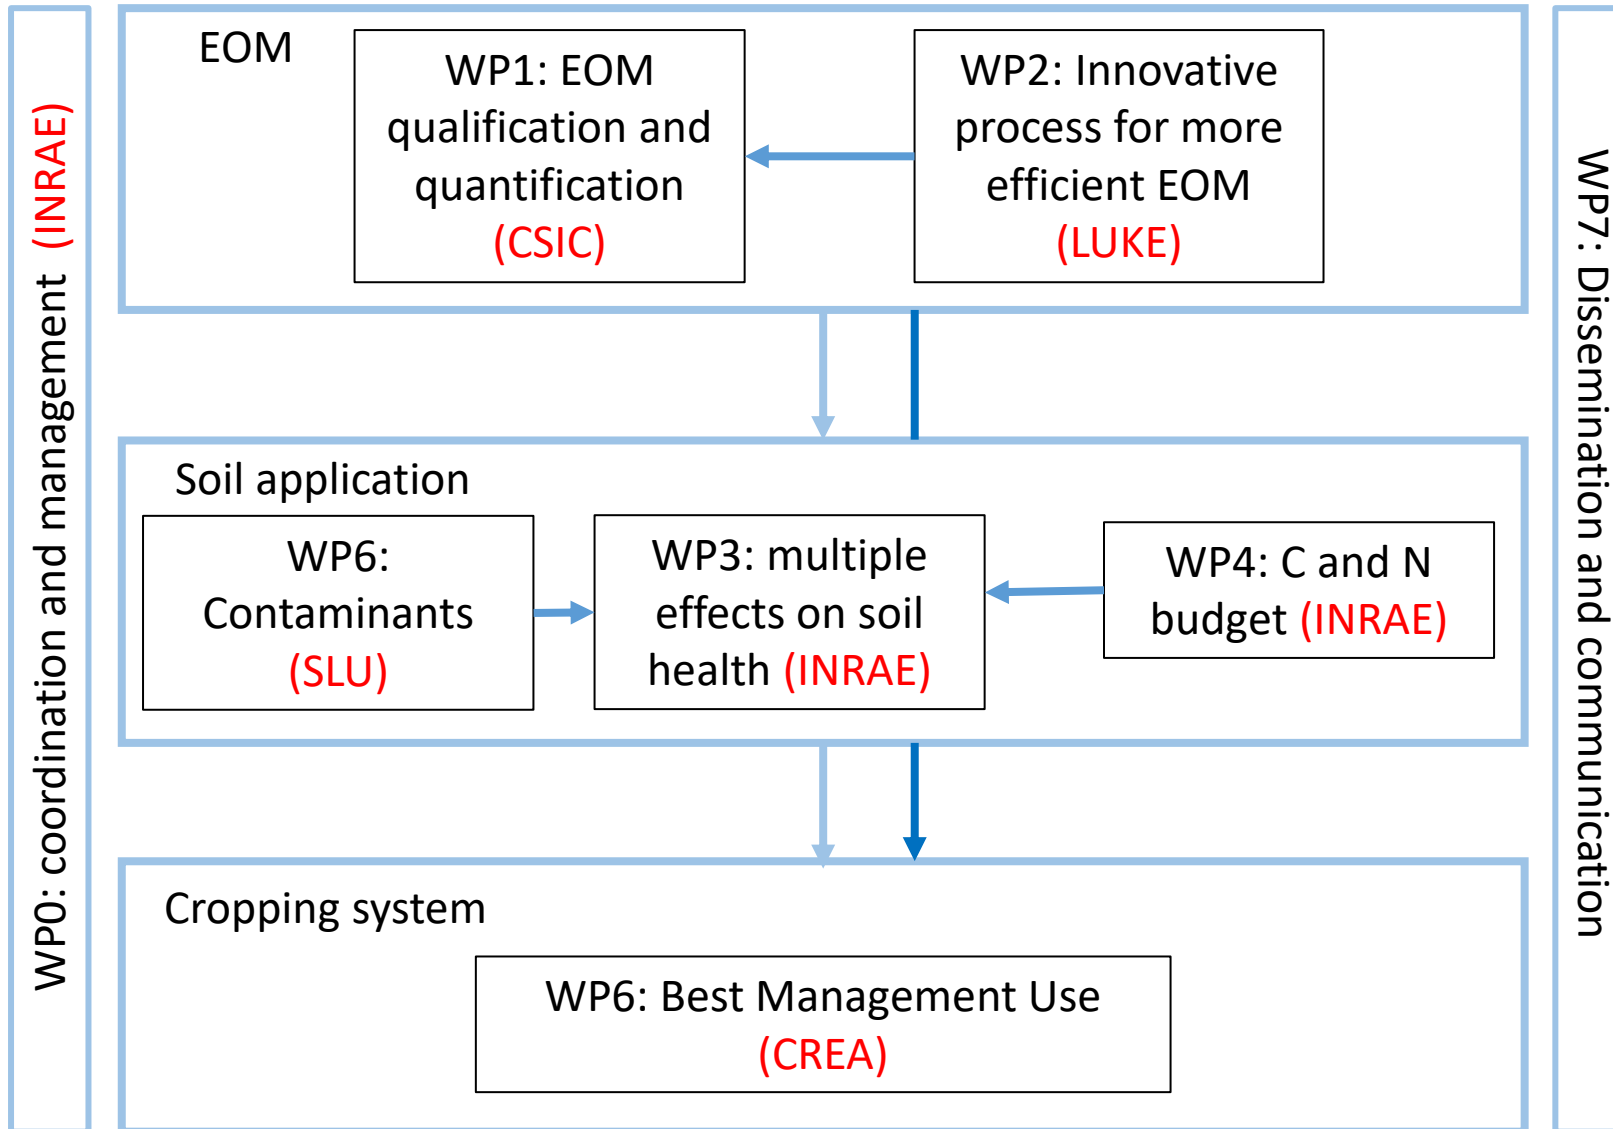 WP0: coordination and management (INRAE)
EOM
WP1: EOM
qualification and
quantification
(CSIC)
WP2: Innovative
process for more
efficient EOM
(LUKE)
Soil application
WP6:
Contaminants
(SLU)
WP3: multiple
effects on soil
health (INRAE)
WP4: C and N
budget (INRAE)
Cropping system
WP6: Best Management Use
(CREA)
WP7: Dissemination and communication